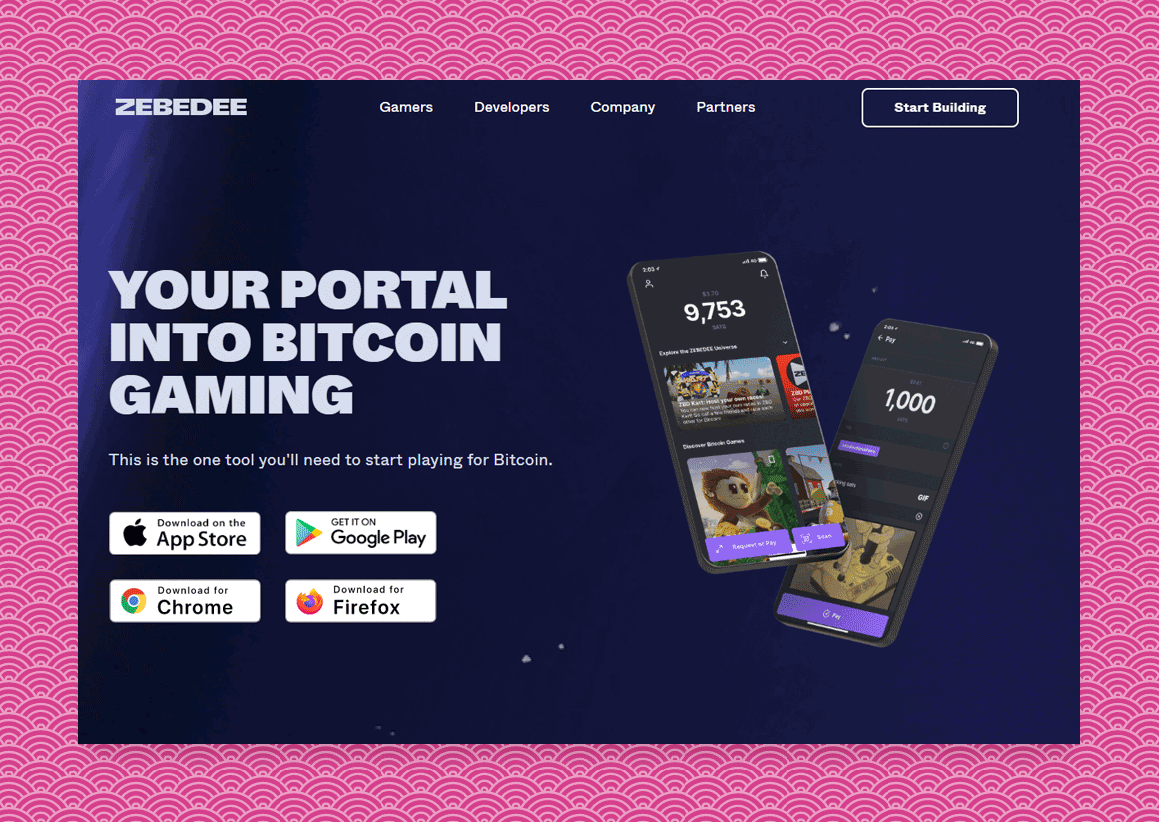 ZEBEDEE
Gamers
Developers
Company
Partners
Start Building
YOUR PORTAL
INTO BITCOIN
GAMING
This is the one tool you'll need to start playing for Bitcoin.
Download on the
App Store
GET IT ON
Google Play
Download for
Chrome
Download for
Firefox
9,753
SATS
Explore the ZEBEDEE Universe
ZBD Kart: Host your own races!
Discover Bitcoin Games
Request or Pay
Scan
Pay
1,000
SATS
GIF
Pay